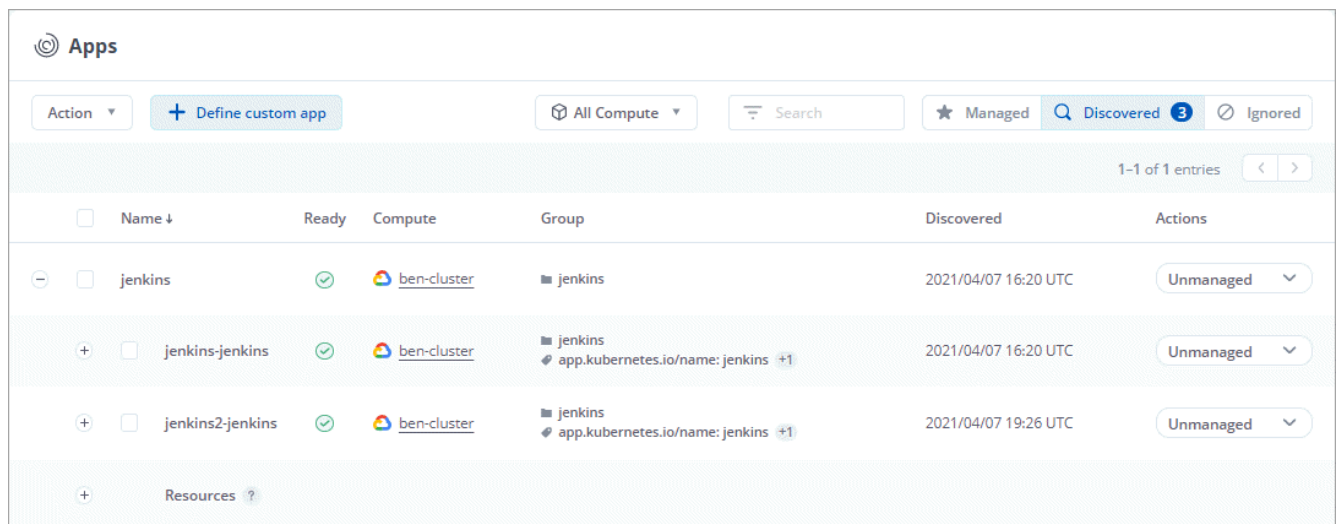 Apps
Action + Define custom app All Compute Search Managed Discovered 3 Ignored
1–1 of 1 entries < >
Name ↓ Ready Compute Group Discovered Actions
jenkins ben-cluster jenkins 2021/04/07 16:20 UTC Unmanaged
jenkins-jenkins ben-cluster jenkins 2021/04/07 16:20 UTC Unmanaged
app.kubernetes.io/name: jenkins +1
jenkins2-jenkins ben-cluster jenkins 2021/04/07 19:26 UTC Unmanaged
app.kubernetes.io/name: jenkins +1
Resources ?